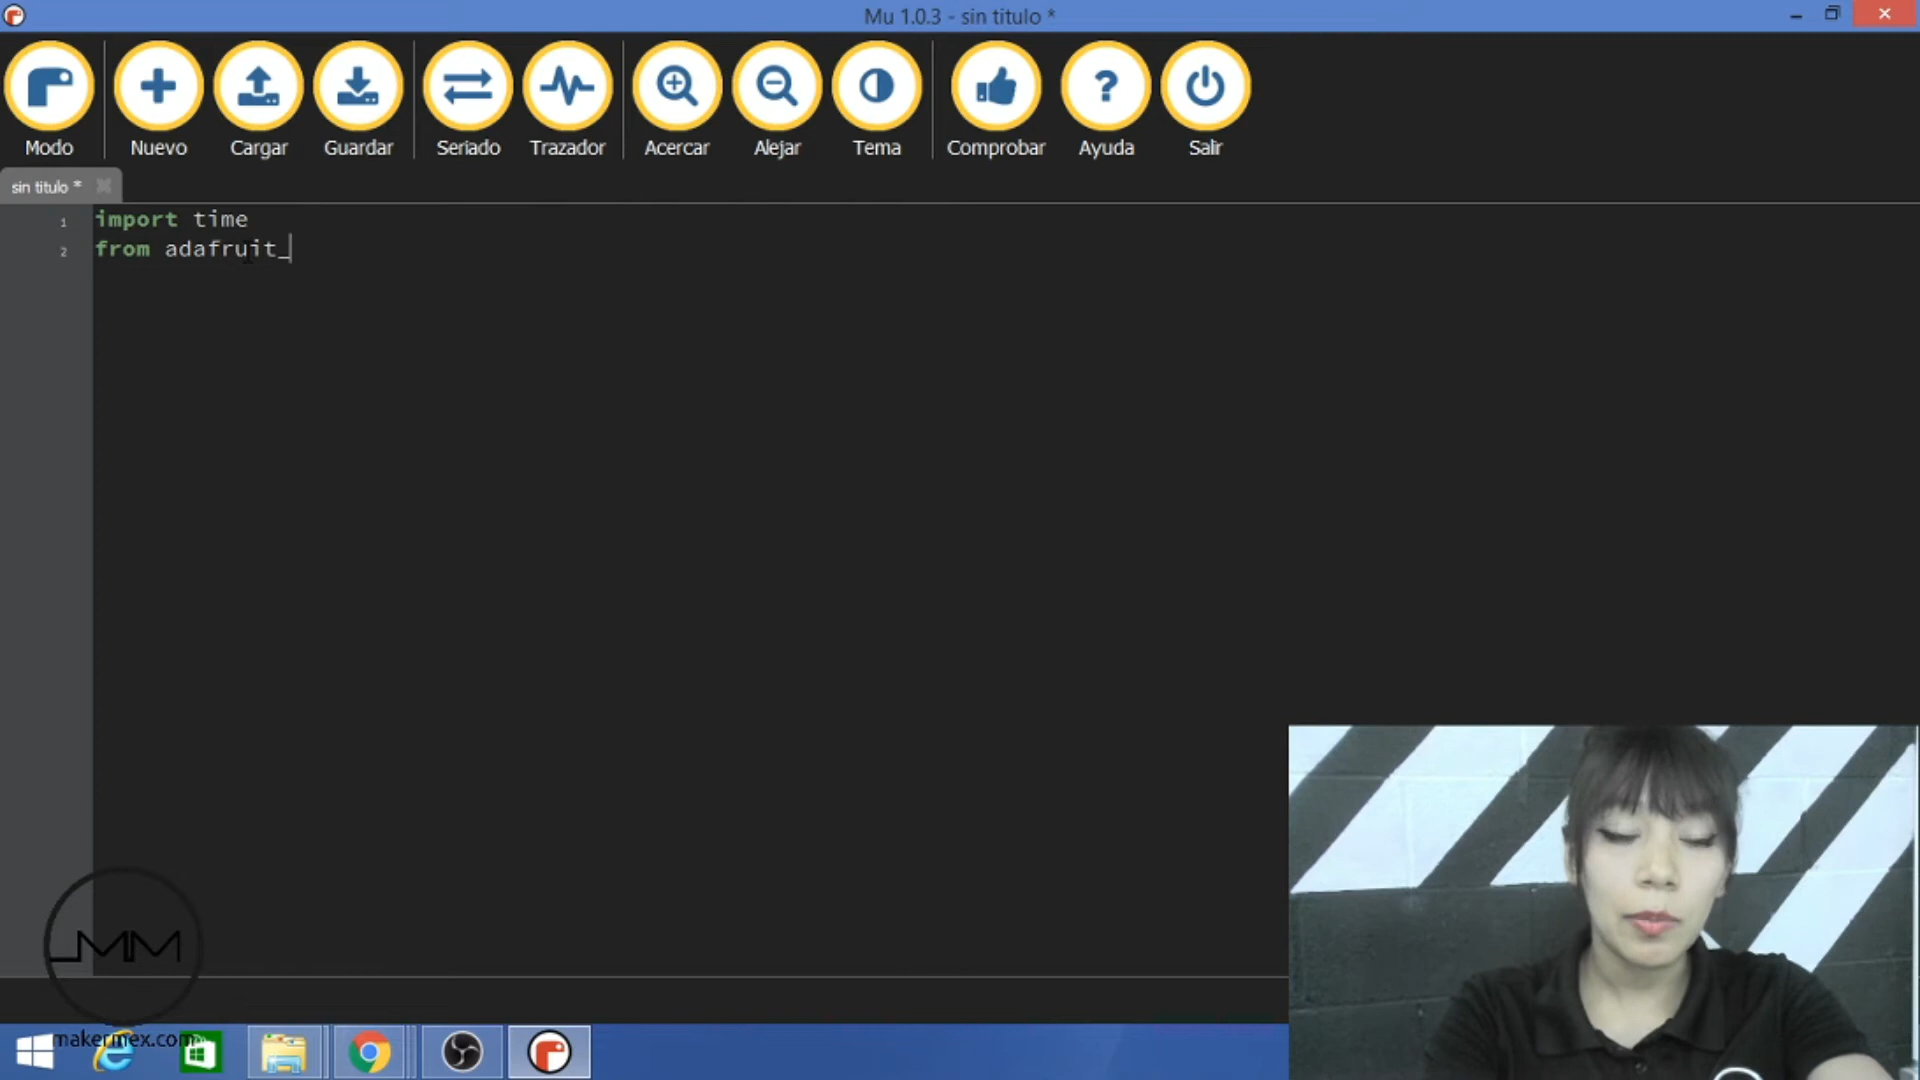 Mu 1.0.3 - sin titulo *
Modo
Nuevo
Cargar
Guardar
Seriado
Trazador
Acercar
Alejar
Tema
Comprobar
Ayuda
Salir
sin titulo *
1 import time
2 from adafruit_
MM
makermex.com